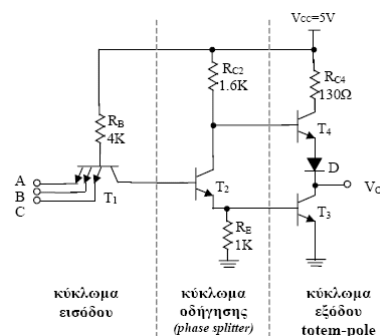 Vcc=5V
RC2
1.6K
RC4
130Ω
RB
4K
T4
D
A
B
C
T1
T2
T3
VO
RE
1K
κύκλωμα εισόδου
κύκλωμα οδήγησης
(phase splitter)
κύκλωμα εξόδου
totem-pole